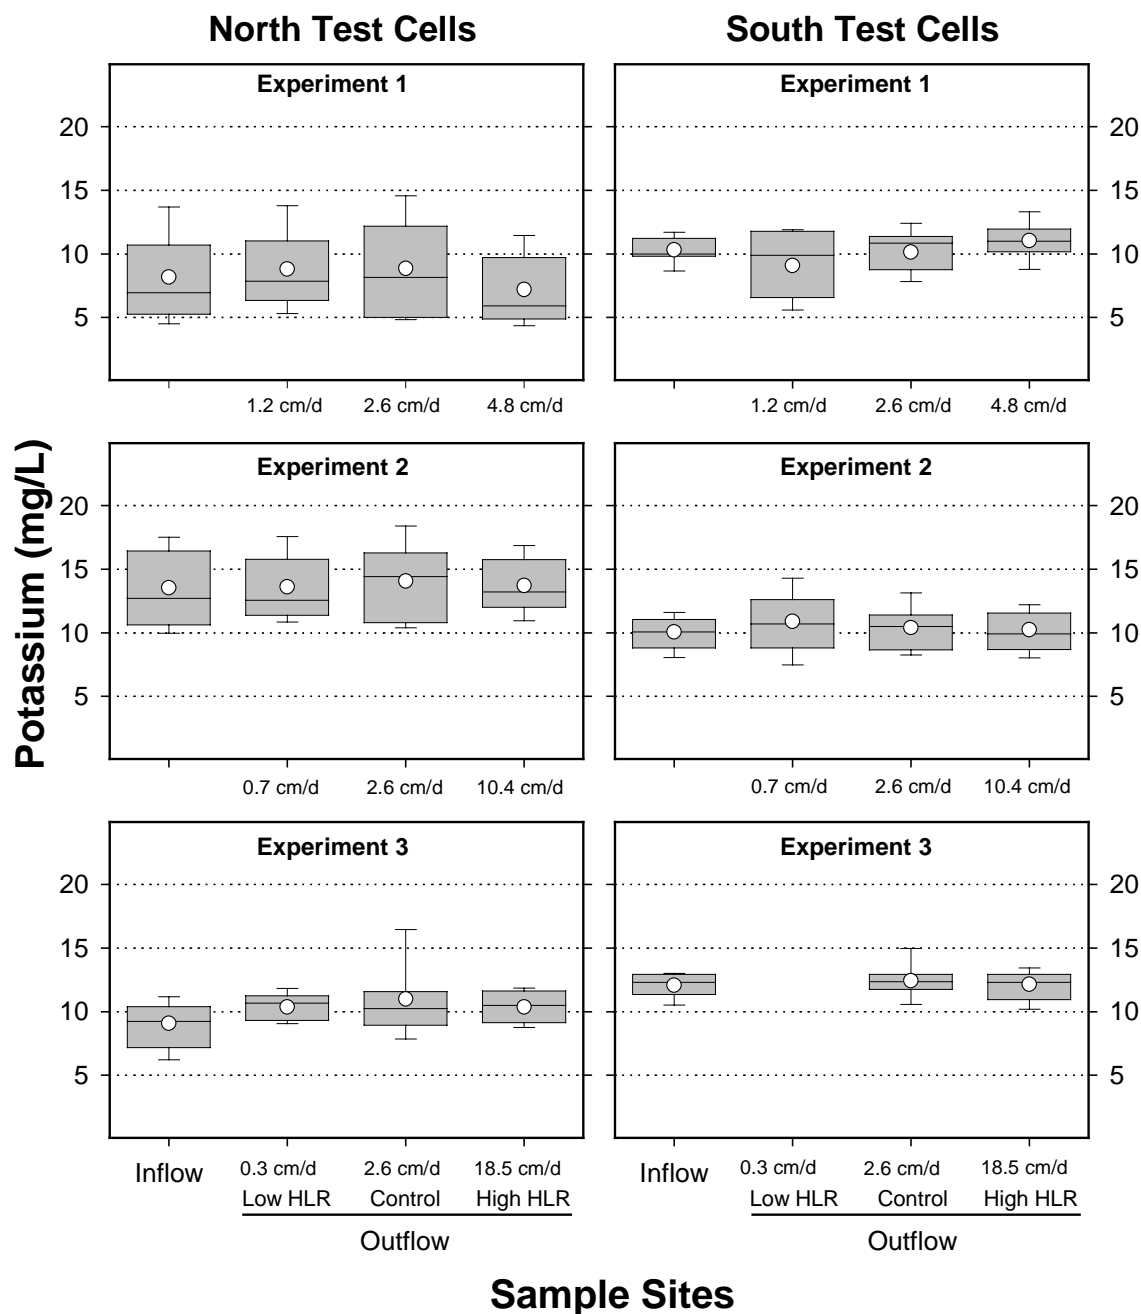 North Test Cells South Test Cells
Experiment 1 Experiment 1
20 20
15 15
10 10
5 5
1.2 cm/d 2.6 cm/d 4.8 cm/d 1.2 cm/d 2.6 cm/d 4.8 cm/d
Potassium (mg/L)
Experiment 2 Experiment 2
20 20
15 15
10 10
5 5
0.7 cm/d 2.6 cm/d 10.4 cm/d 0.7 cm/d 2.6 cm/d 10.4 cm/d
Experiment 3 Experiment 3
20 20
15 15
10 10
5 5
Inflow 0.3 cm/d 2.6 cm/d 18.5 cm/d Inflow 0.3 cm/d 2.6 cm/d 18.5 cm/d
Low HLR Control High HLR Low HLR Control High HLR
Outflow Outflow
Sample Sites